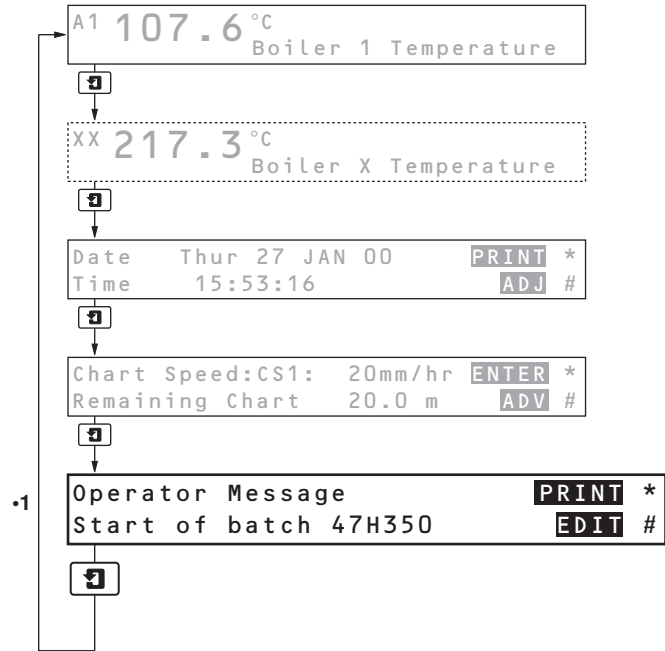 A1 107.6 °C
Boiler 1 Temperature
XX 217.3 °C
Boiler X Temperature
Date Thur 27 JAN 00 PRINT *
Time 15:53:16 ADJ #
Chart Speed:CS1: 20mm/hr ENTER *
Remaining Chart 20.0 m ADV #
•1
Operator Message PRINT *
Start of batch 47H350 EDIT #